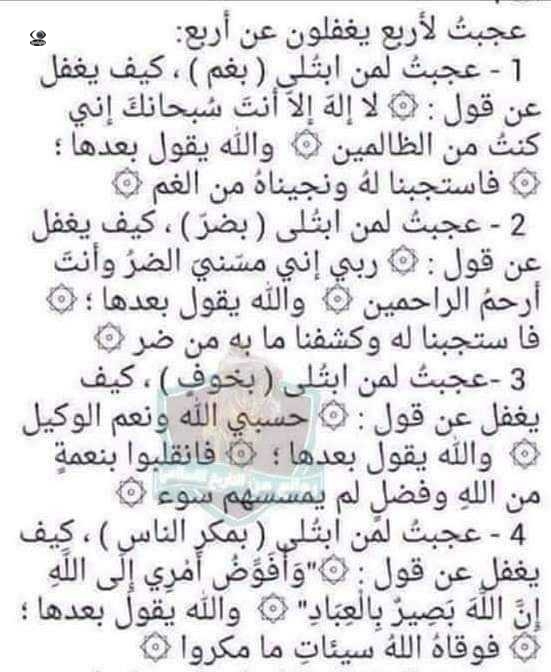 عجبتُ لأربع يغفلون عن أربع:
1 - عجبتُ لمن ابتُلي ( بغم ) ، كيف يغفل
عن قول : ۞ لا إلهَ إلاّ أنتَ سُبحانكَ إني
كنتُ من الظالمين ۞ والله يقول بعدها ؛
۞ فاستجبنا لهُ ونجيناهُ من الغم ۞
2 - عجبتُ لمن ابتُلي ( بضرّ ) ، كيف يغفل
عن قول : ۞ ربي إني مسّنيَ الضرُ وأنتَ
أرحمُ الراحمين ۞ والله يقول بعدها ؛ ۞
فا ستجبنا له وكشفنا ما به من ضر ۞
3 -عجبتُ لمن ابتُلي ( بخوفٍ ) ، كيف
يغفل عن قول : ۞ حسبي الله ونعم الوكيل
۞ والله يقول بعدها ؛ ۞ فانقلبوا بنعمةٍ
من اللهِ وفضلٍ لم يمسسهم سوء ۞
4 - عجبتُ لمن ابتُلي ( بمكر الناس ) ، كيف
يغفل عن قول : ۞"وَأُفَوِّضُ أَمْرِي إِلَى اللَّهِ
إِنَّ اللَّهَ بَصِيرٌ بِالْعِبَادِ" ۞ والله يقول بعدها ؛
۞ فوقاهُ اللهُ سيئاتِ ما مكروا ۞